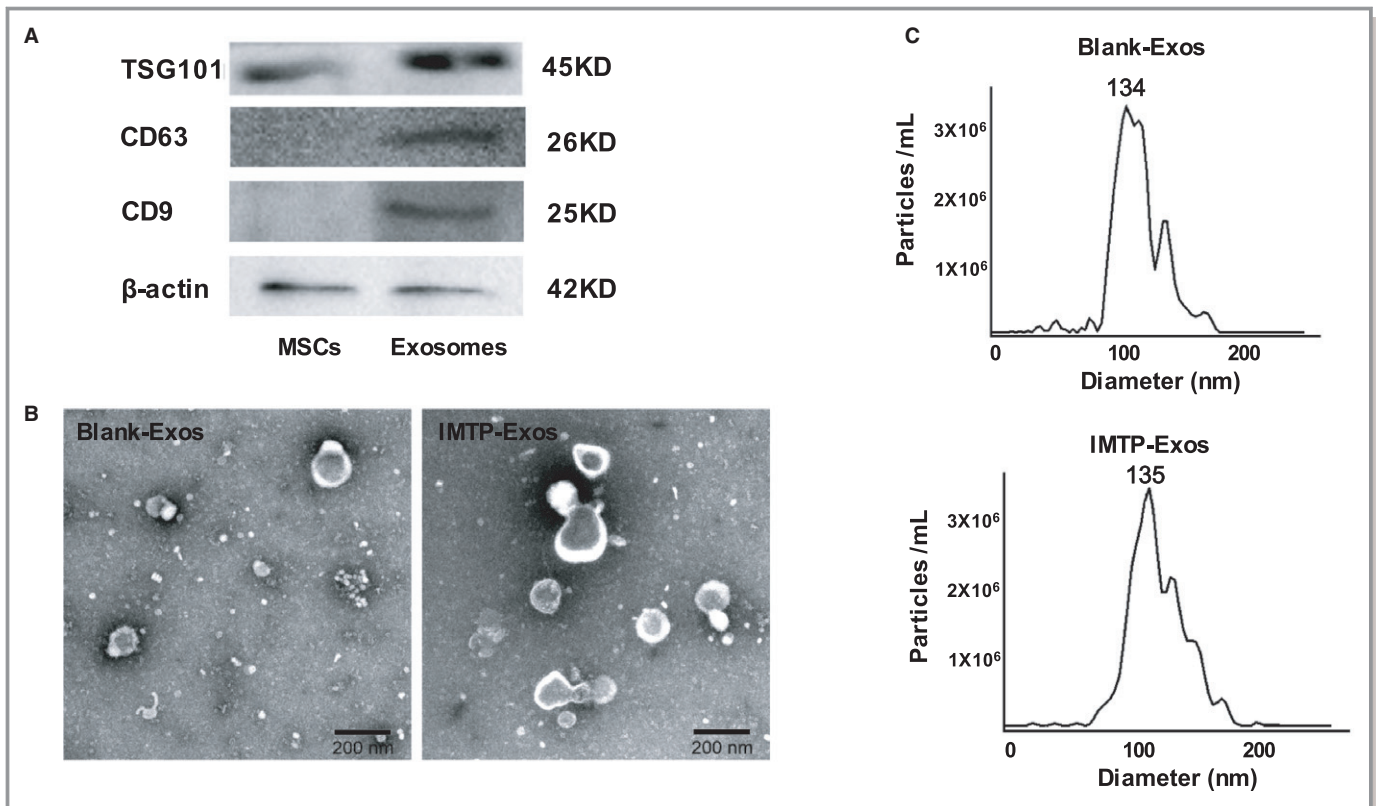 A
TSG101 45KD
CD63 26KD
CD9 25KD
β-actin 42KD
MSCs Exosomes
B
Blank-Exos
200 nm
IMTP-Exos
200 nm
C
Blank-Exos
134
Particles /mL
3X10⁶
2X10⁶
1X10⁶
0 100 200
Diameter (nm)
IMTP-Exos
135
Particles /mL
3X10⁶
2X10⁶
1X10⁶
0 100 200
Diameter (nm)